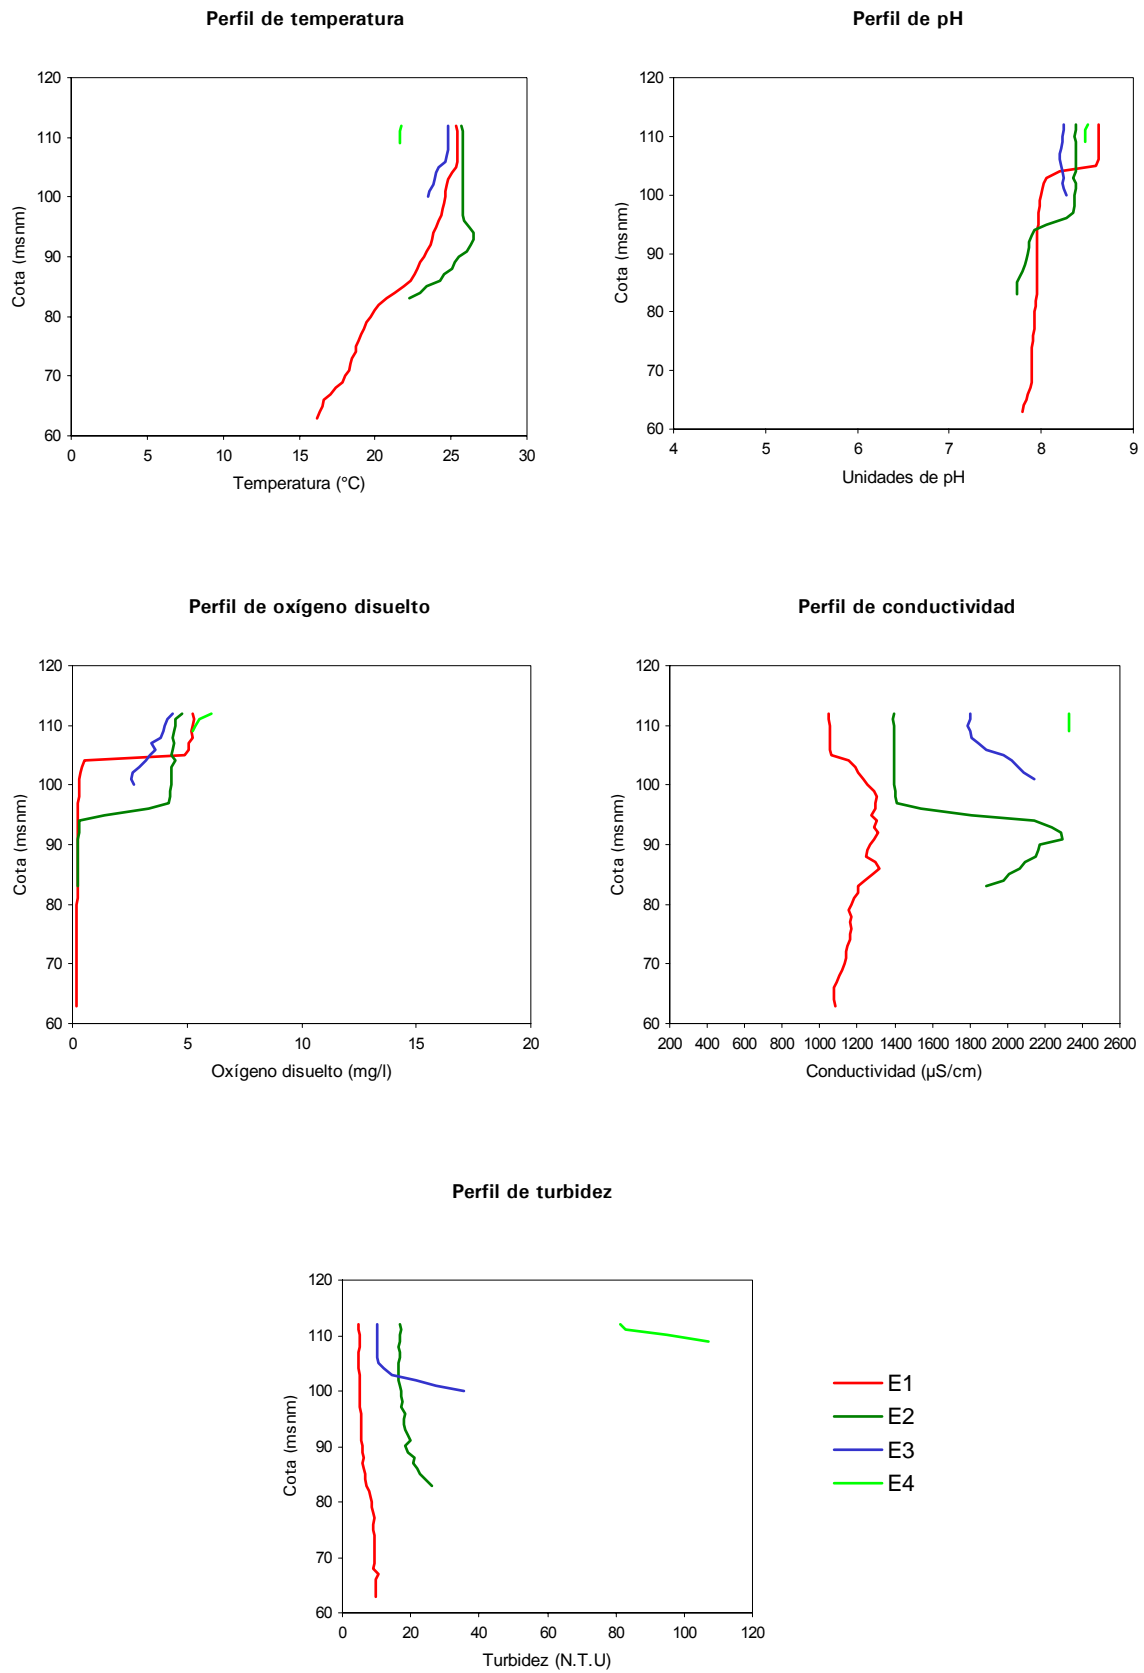 Perfil de temperatura
Perfil de pH
120
110
100
90
80
70
60
Cota (msnm)
0 5 10 15 20 25 30
Temperatura (°C)
120
110
100
90
80
70
60
Cota (msnm)
4 5 6 7 8 9
Unidades de pH
Perfil de oxígeno disuelto
Perfil de conductividad
120
110
100
90
80
70
60
Cota (msnm)
0 5 10 15 20
Oxígeno disuelto (mg/l)
120
110
100
90
80
70
60
Cota (msnm)
200 400 600 800 1000 1200 1400 1600 1800 2000 2200 2400 2600
Conductividad (µS/cm)
Perfil de turbidez
120
110
100
90
80
70
60
Cota (msnm)
0 20 40 60 80 100 120
Turbidez (N.T.U)
E1
E2
E3
E4